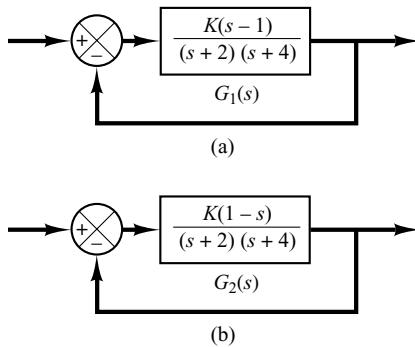 +
−
K(s − 1)
(s + 2) (s + 4)
G₁(s)
(a)
+
−
K(1 − s)
(s + 2) (s + 4)
G₂(s)
(b)